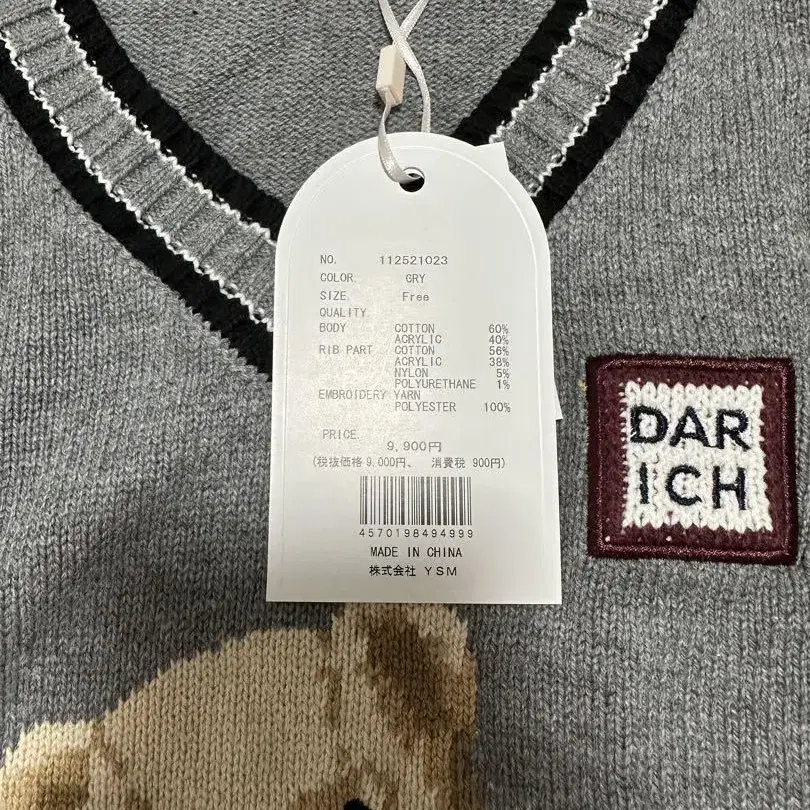 NO. 112521023
COLOR. GRY
SIZE. Free
QUALITY.
BODY COTTON 60%
ACRYLIC 40%
RIB PART COTTON 56%
ACRYLIC 38%
NYLON 5%
POLYURETHANE 1%
EMBROIDERY YARN
POLYESTER 100%
PRICE. 9,900円
(税抜価格 9,000円、 消費税 900円)
4570198494999
MADE IN CHINA
株式会社 YSM
DAR
ICH